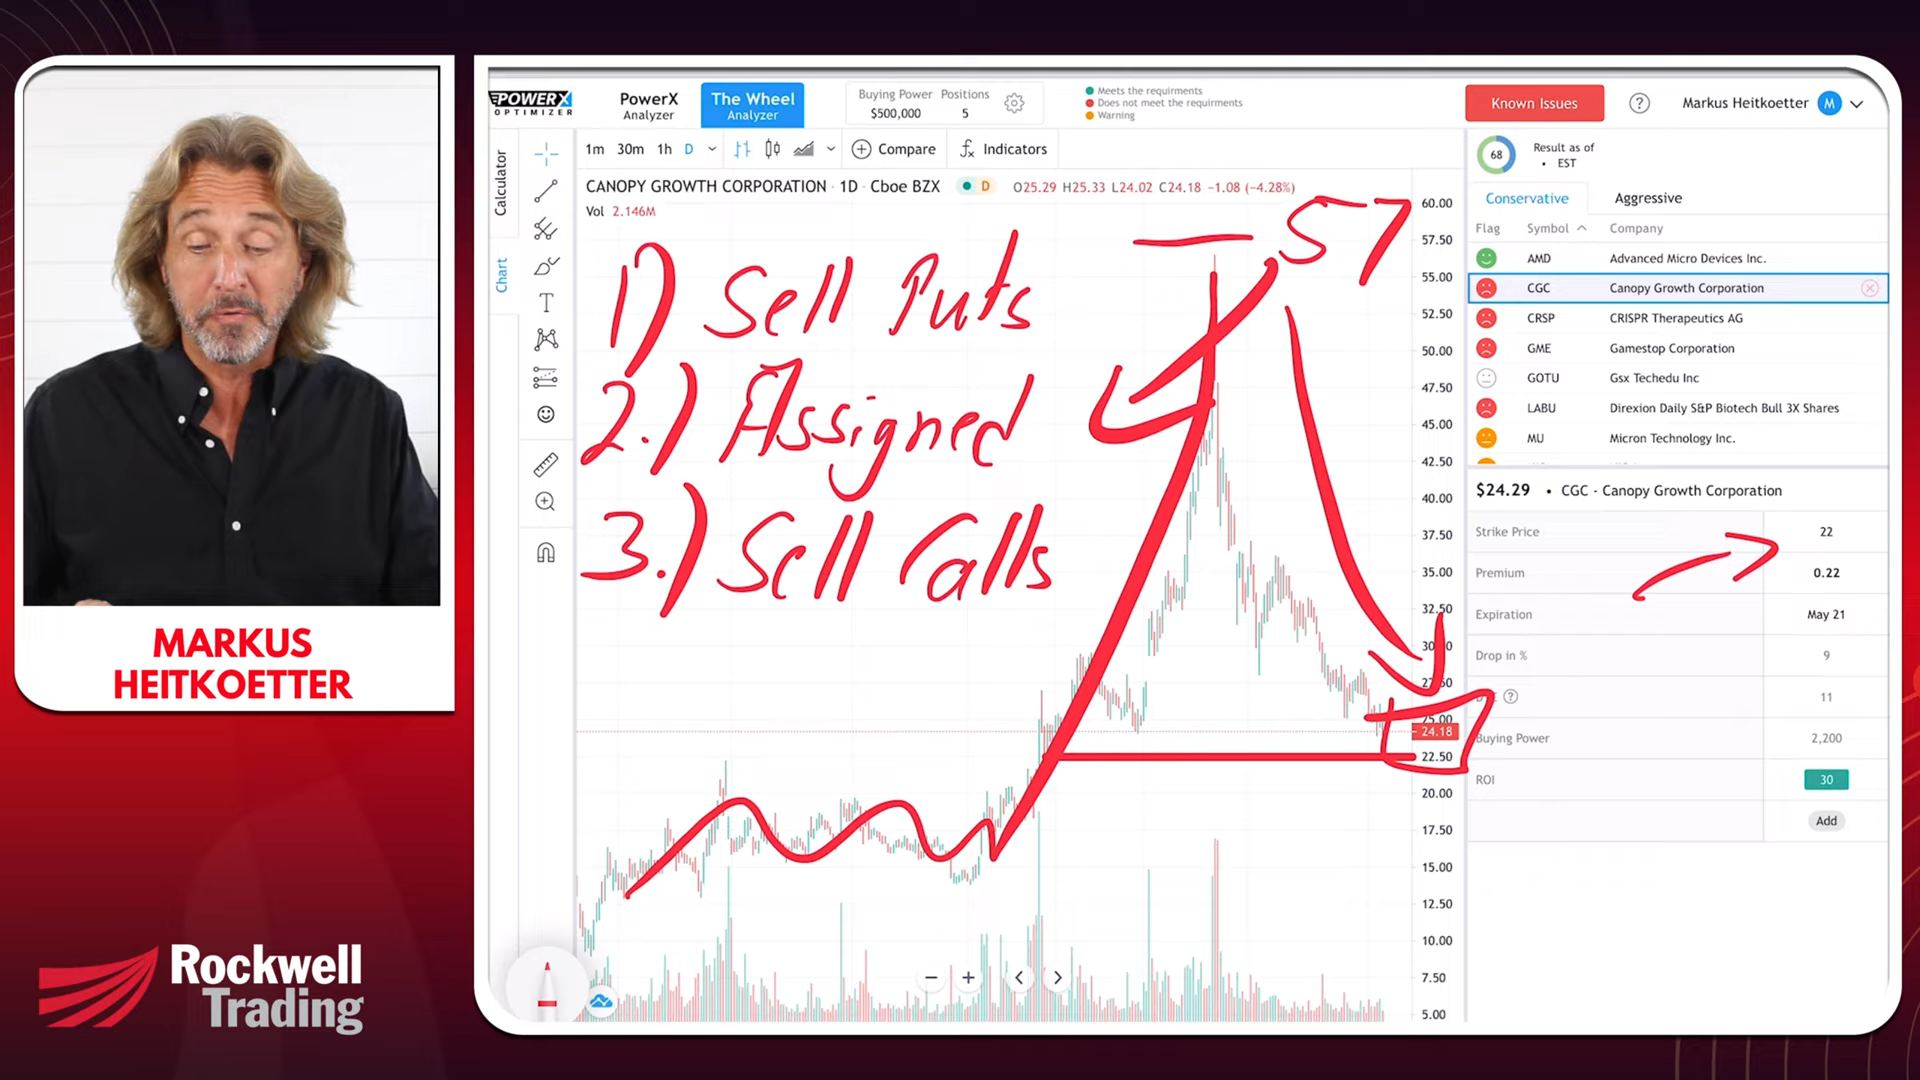 POWERX
OPTIMIZER
PowerX
Analyzer
The Wheel
Analyzer
Buying Power Positions
$500,000 5
Meets the requirments
Does not meet the requirments
Warning
Known Issues
?
Markus Heitkoetter M
Calculator
Chart
1m 30m 1h D
Compare
Indicators
CANOPY GROWTH CORPORATION · 1D · Cboe BZX D O25.29 H25.33 L24.02 C24.18 −1.08 (−4.28%)
Vol 2.146M
1) Sell Puts
2.) Assigned
3.) Sell Calls
57
60.00
57.50
55.00
52.50
50.00
47.50
45.00
42.50
40.00
37.50
35.00
32.50
25.00
24.18
22.50
20.00
17.50
15.00
12.50
10.00
7.50
5.00
68
Result as of
• EST
Conservative Aggressive
Flag Symbol Company
AMD Advanced Micro Devices Inc.
CGC Canopy Growth Corporation
CRSP CRISPR Therapeutics AG
GME Gamestop Corporation
GOTU Gsx Techedu Inc
LABU Direxion Daily S&P Biotech Bull 3X Shares
MU Micron Technology Inc.
$24.29 • CGC - Canopy Growth Corporation
Strike Price 22
Premium 0.22
Expiration May 21
Drop in % 9
? 11
Buying Power 2,200
ROI 30
Add
MARKUS
HEITKOETTER
Rockwell
Trading